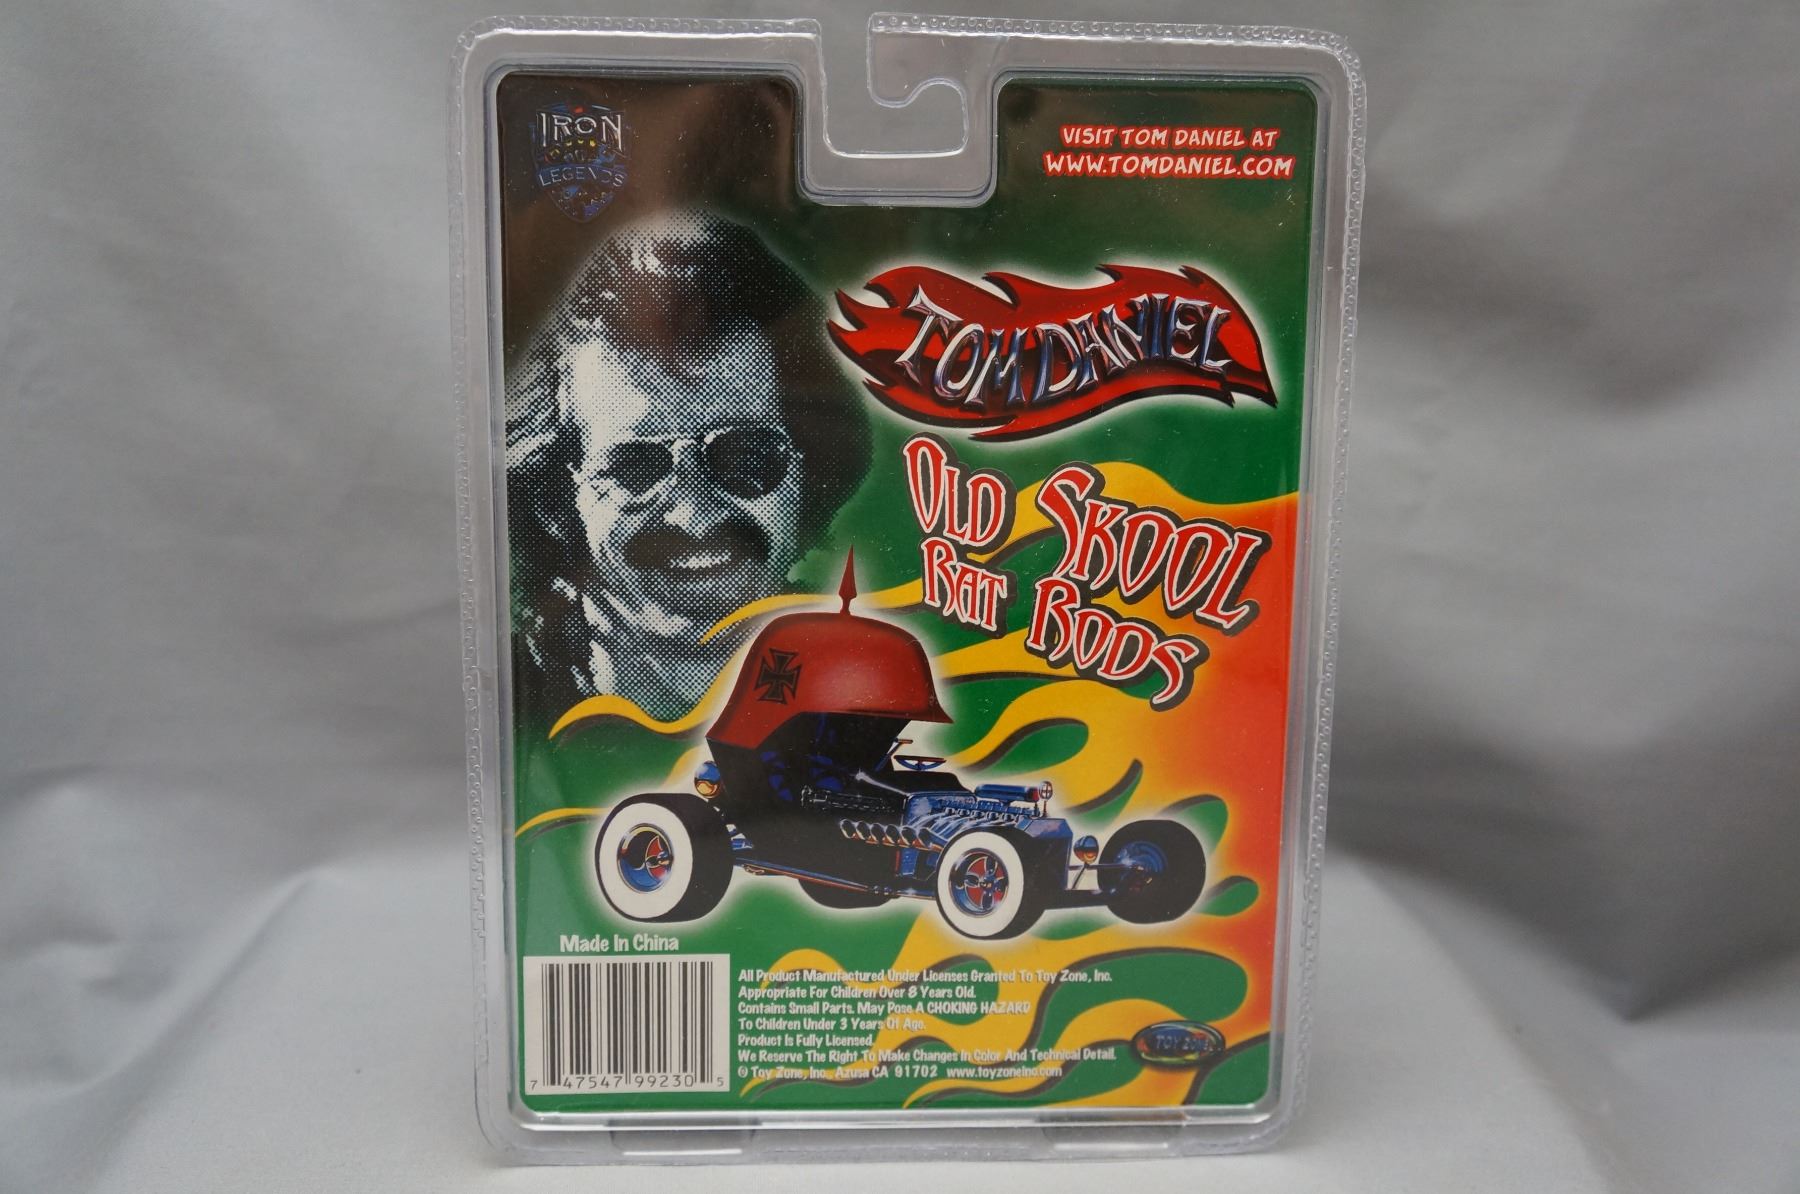 IRON
LEGENDS
VISIT TOM DANIEL AT
WWW.TOMDANIEL.COM
TOM DANIEL
OLD SKOOL
RAT RODS
Made In China
All Product Manufactured Under Licenses Granted To Toy Zone, Inc.
Appropriate For Children Over 8 Years Old.
Contains Small Parts. May Pose A CHOKING HAZARD
To Children Under 3 Years Of Age.
Product Is Fully Licensed.
We Reserve The Right To Make Changes In Color And Technical Detail.
© Toy Zone, Inc., Azusa CA 91702 www.toyzoneinc.com
TOY ZONE
7 47547 99230 5